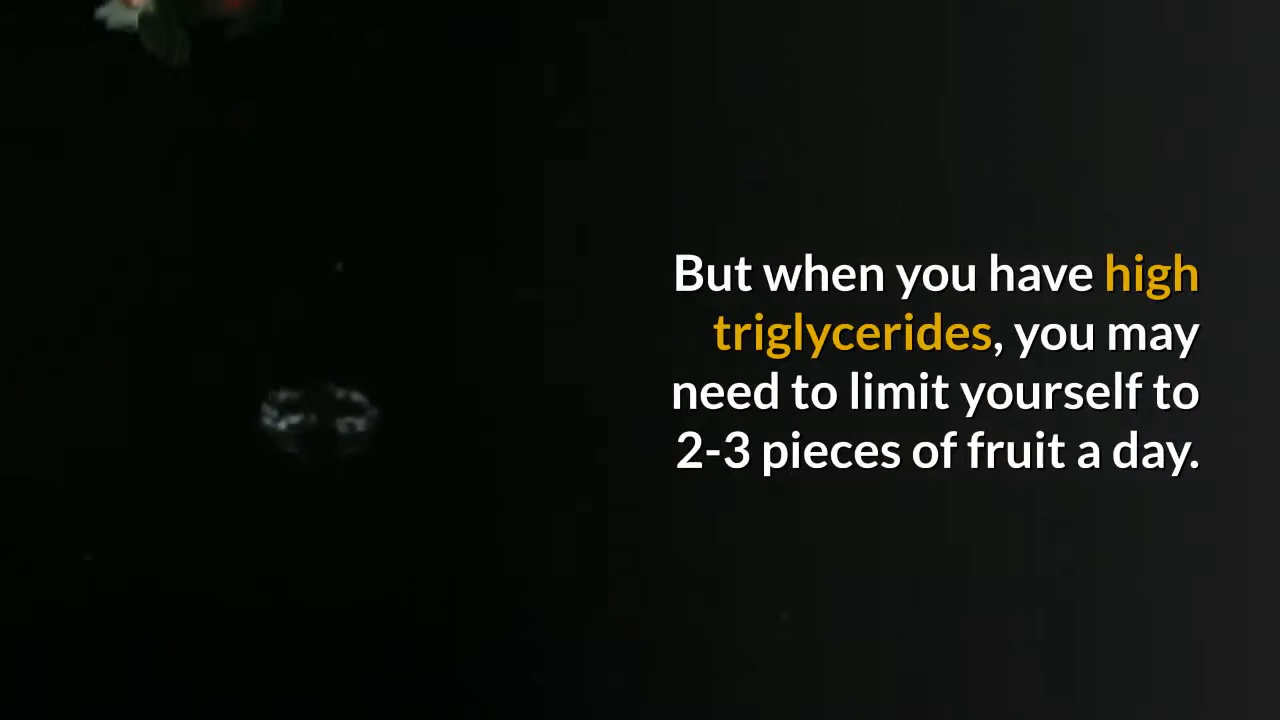 But when you have high
triglycerides, you may
need to limit yourself to
2-3 pieces of fruit a day.